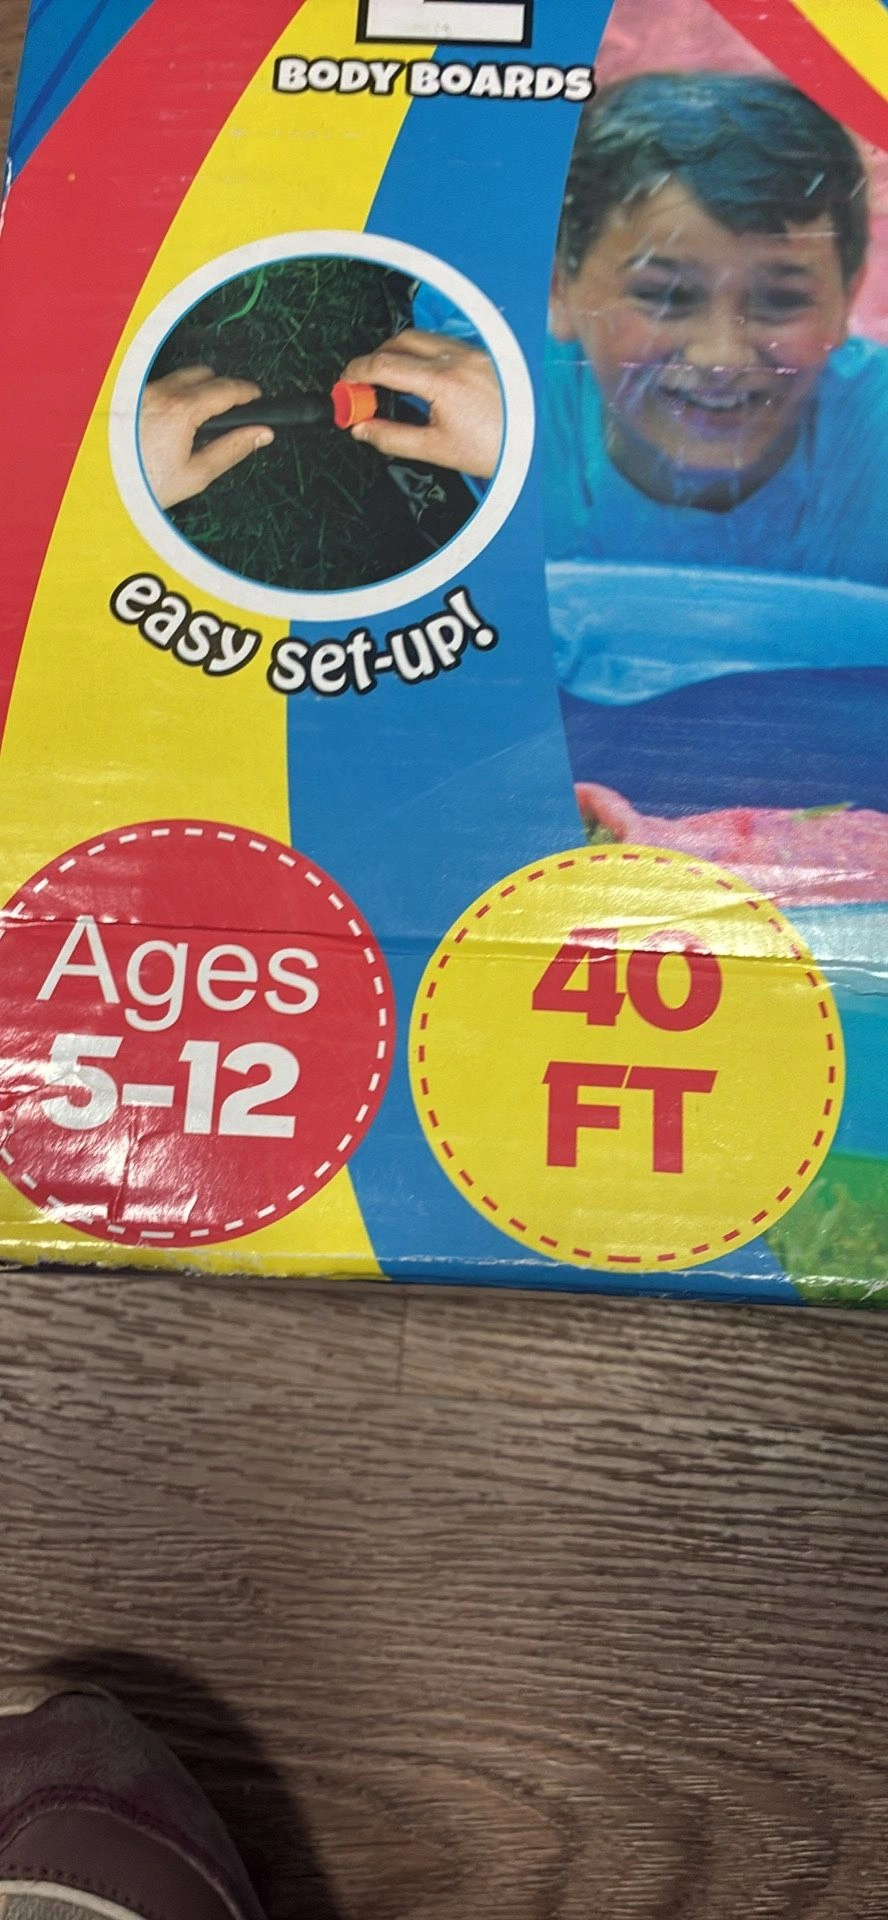 BODY BOARDS
easy set-up!
Ages
5-12
40
FT